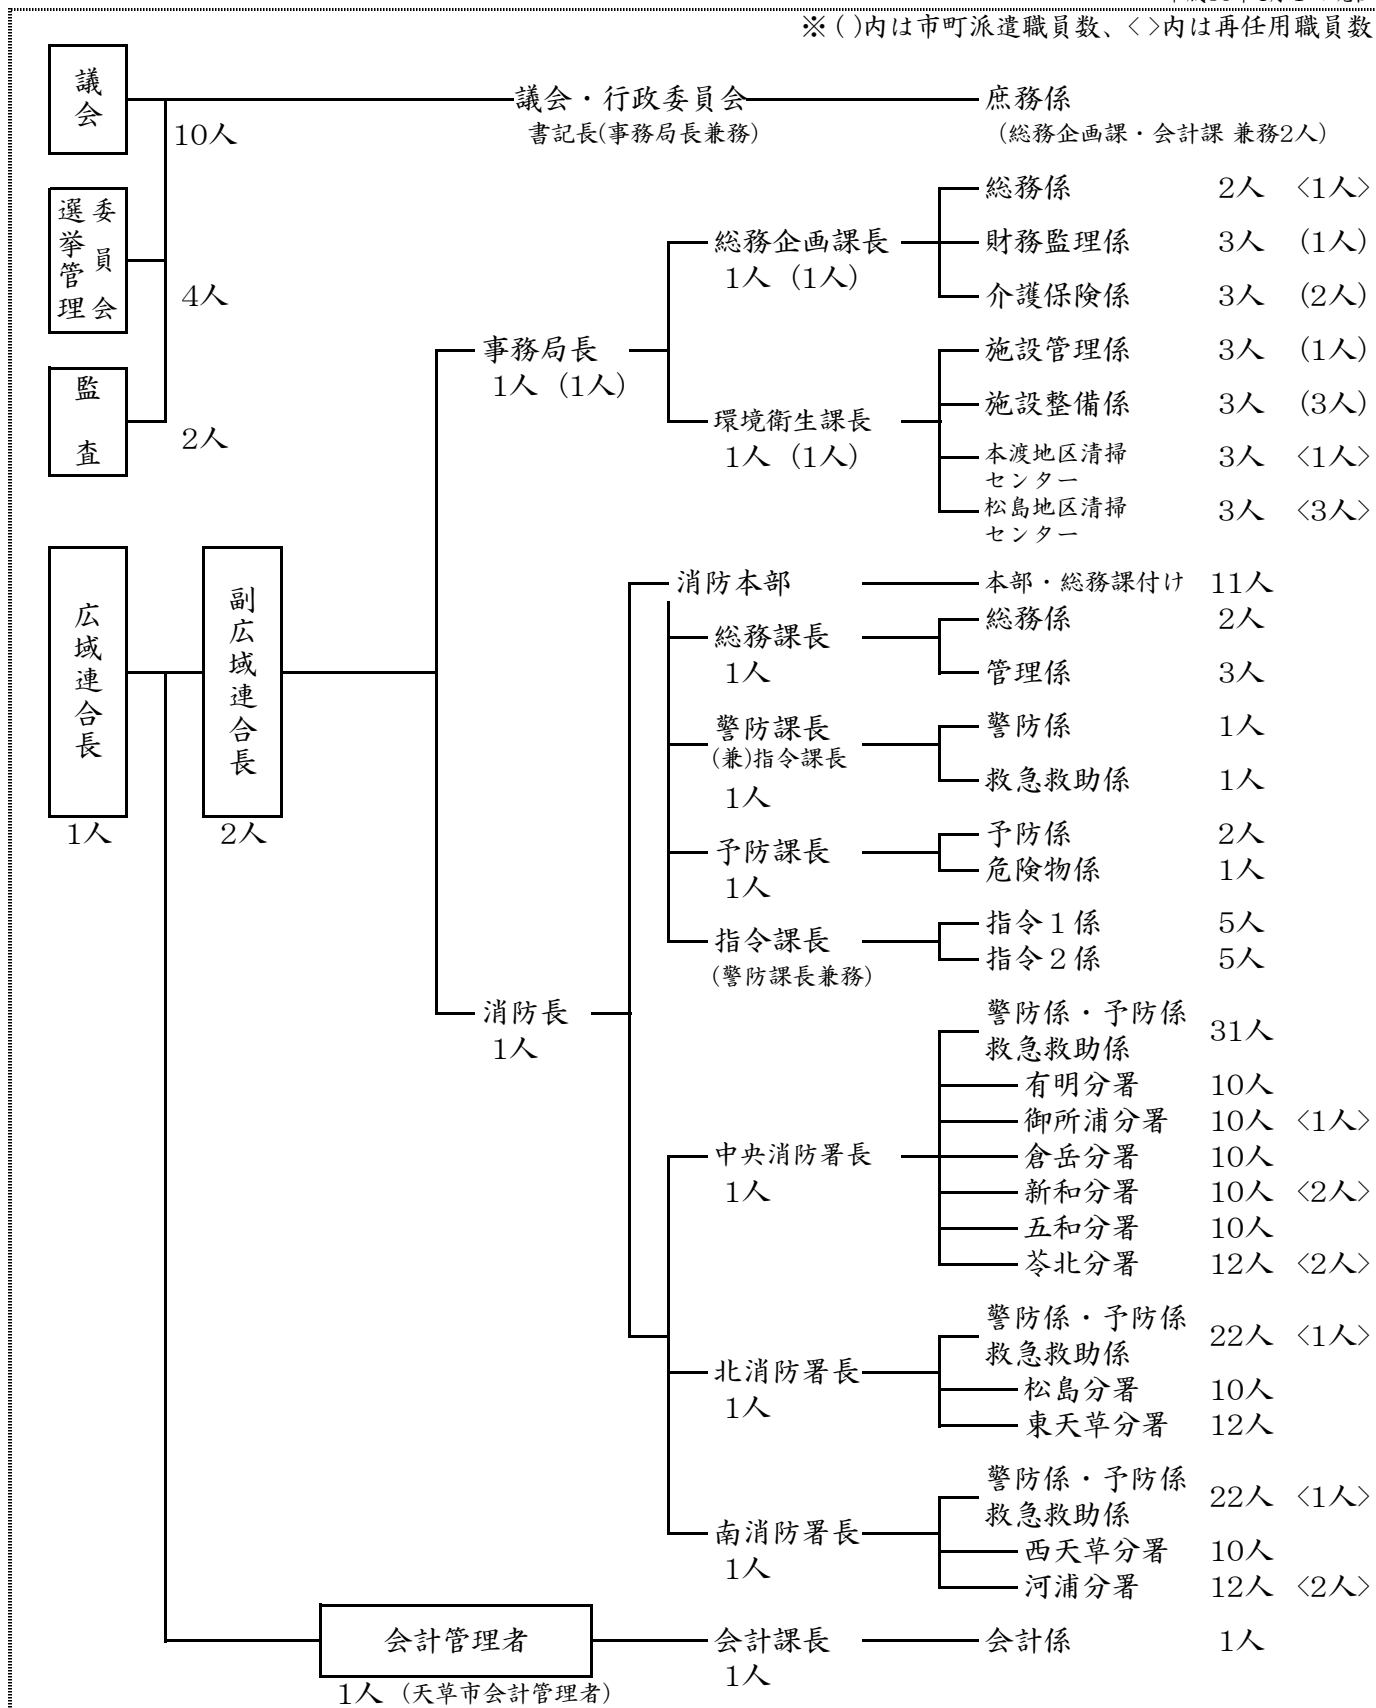 ※ ( )内は市町派遣職員数、< >内は再任用職員数
議会
10人
議会・行政委員会
書記長(事務局長兼務)
庶務係
(総務企画課・会計課 兼務2人)
選挙管理委員会
4人
監査
2人
広域連合長
1人
副広域連合長
2人
事務局長
1人 (1人)
総務企画課長
1人 (1人)
総務係 2人 <1人>
財務監理係 3人 (1人)
介護保険係 3人 (2人)
環境衛生課長
1人 (1人)
施設管理係 3人 (1人)
施設整備係 3人 (3人)
本渡地区清掃
センター 3人 <1人>
松島地区清掃
センター 3人 <3人>
消防長
1人
消防本部
本部・総務課付け 11人
総務課長
1人
総務係 2人
管理係 3人
警防課長
(兼)指令課長
1人
警防係 1人
救急救助係 1人
予防課長
1人
予防係 2人
危険物係 1人
指令課長
(警防課長兼務)
指令1係 5人
指令2係 5人
中央消防署長
1人
警防係・予防係
救急救助係 31人
有明分署 10人
御所浦分署 10人 <1人>
倉岳分署 10人
新和分署 10人 <2人>
五和分署 10人
苓北分署 12人 <2人>
北消防署長
1人
警防係・予防係
救急救助係 22人 <1人>
松島分署 10人
東天草分署 12人
南消防署長
1人
警防係・予防係
救急救助係 22人 <1人>
西天草分署 10人
河浦分署 12人 <2人>
会計管理者
1人 (天草市会計管理者)
会計課長
1人
会計係 1人